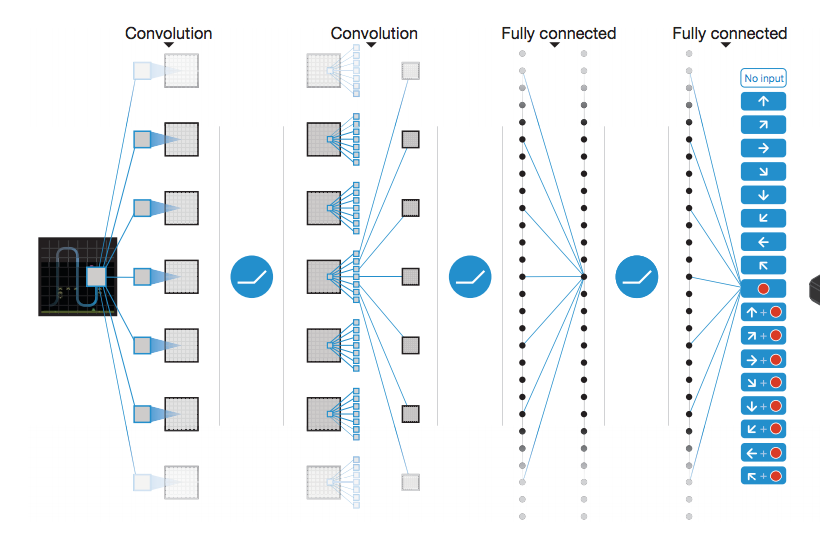 Convolution
Convolution
Fully connected
Fully connected
No input
+
+
+
+
+
+
+
+